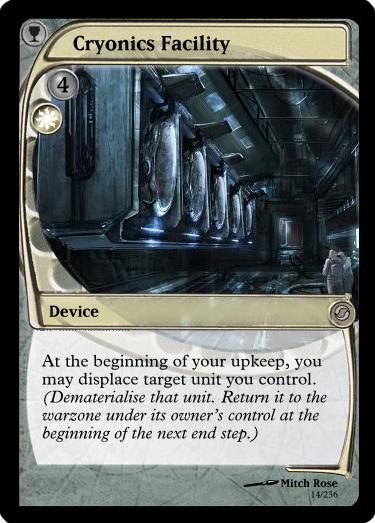 Cryonics Facility
4
Device
At the beginning of your upkeep, you
may displace target unit you control.
(Dematerialise that unit. Return it to the
warzone under its owner's control at the
beginning of the next end step.)
Mitch Rose
14/236